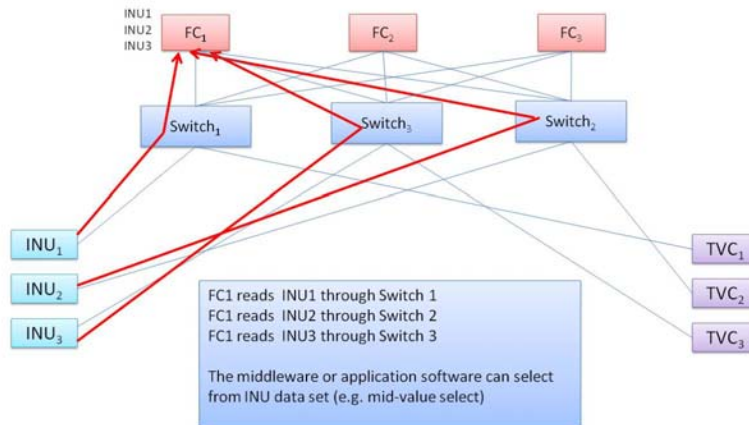 INU1
INU2
INU3
FC₁
FC₂
FC₃
Switch₁
Switch₃
Switch₂
INU₁
INU₂
INU₃
TVC₁
TVC₂
TVC₃
FC1 reads INU1 through Switch 1
FC1 reads INU2 through Switch 2
FC1 reads INU3 through Switch 3
The middleware or application software can select
from INU data set (e.g. mid-value select)